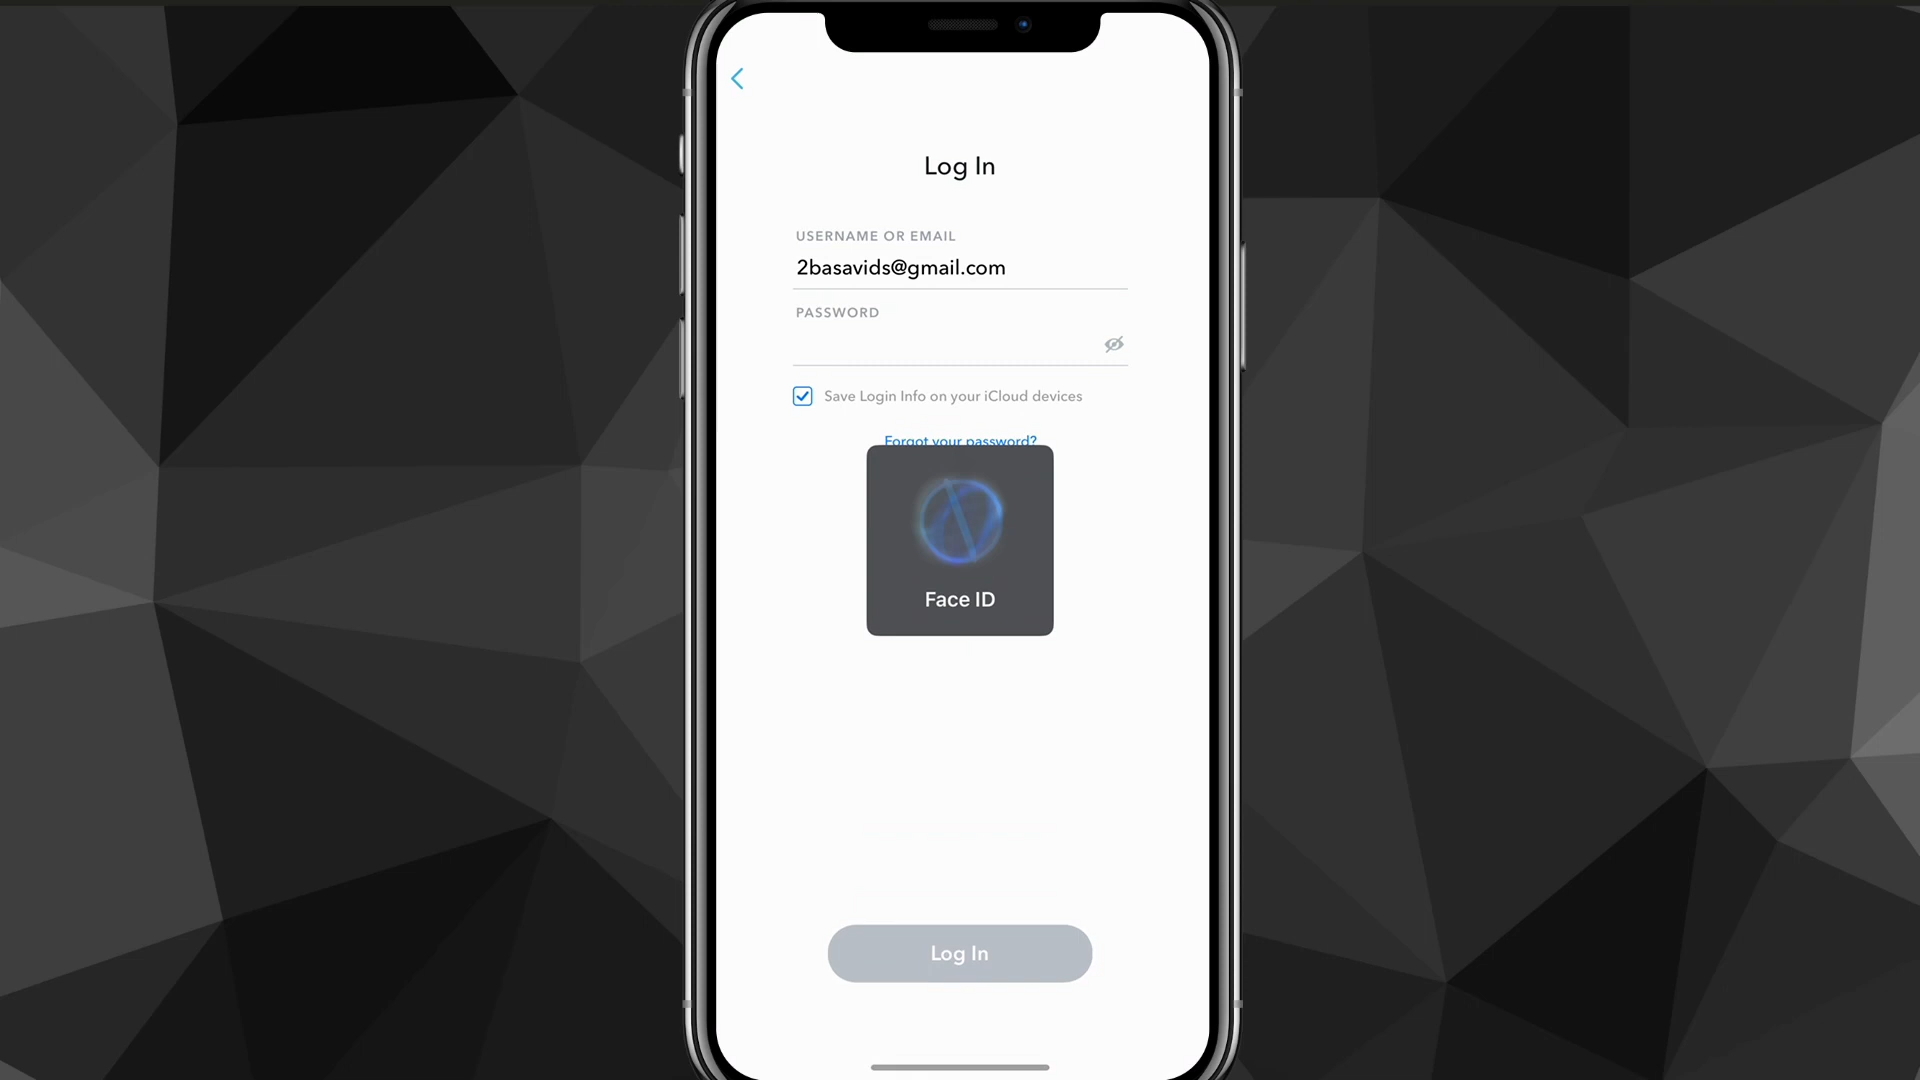 Log In
USERNAME OR EMAIL
2basavids@gmail.com
PASSWORD
Save Login Info on your iCloud devices
Forgot your password?
Face ID
Log In